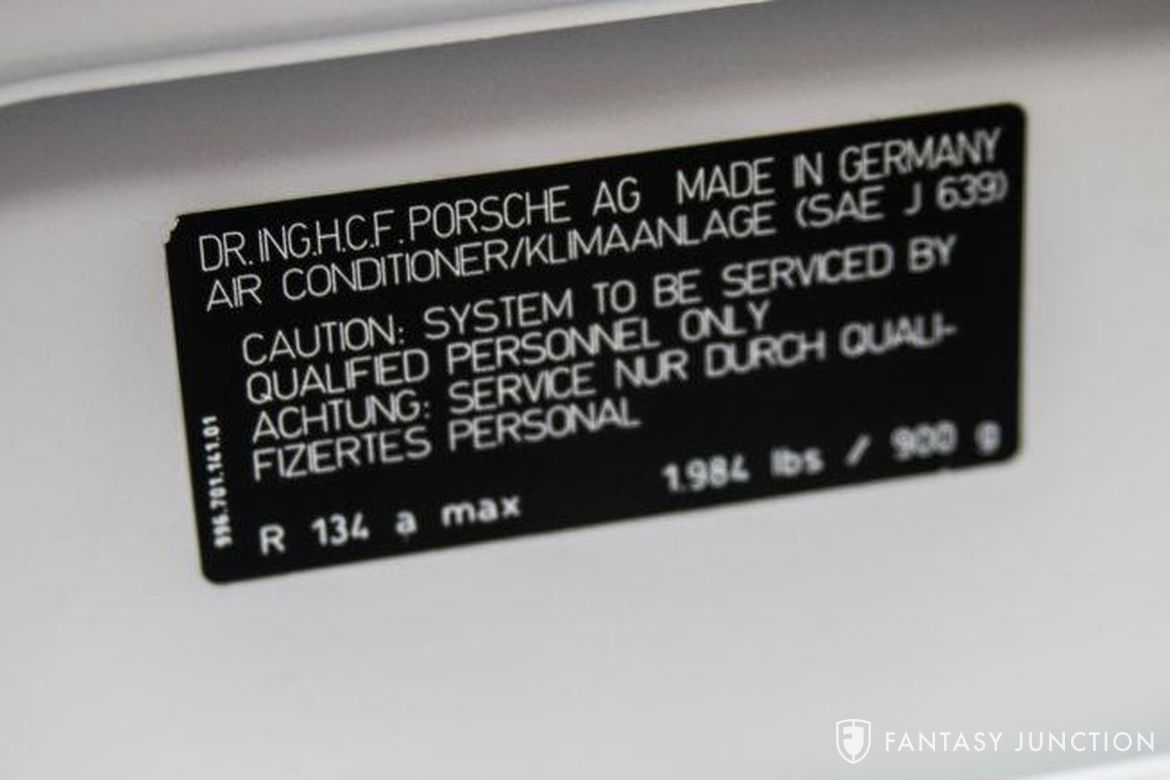 DR.ING.H.C.F.PORSCHE AG MADE IN GERMANY
AIR CONDITIONER/KLIMAANLAGE (SAE J 639)
CAUTION: SYSTEM TO BE SERVICED BY
QUALIFIED PERSONNEL ONLY
ACHTUNG: SERVICE NUR DURCH QUALI-
FIZIERTES PERSONAL
R 134 a max 1.984 lbs / 900 g
996.701.141.01
FANTASY JUNCTION